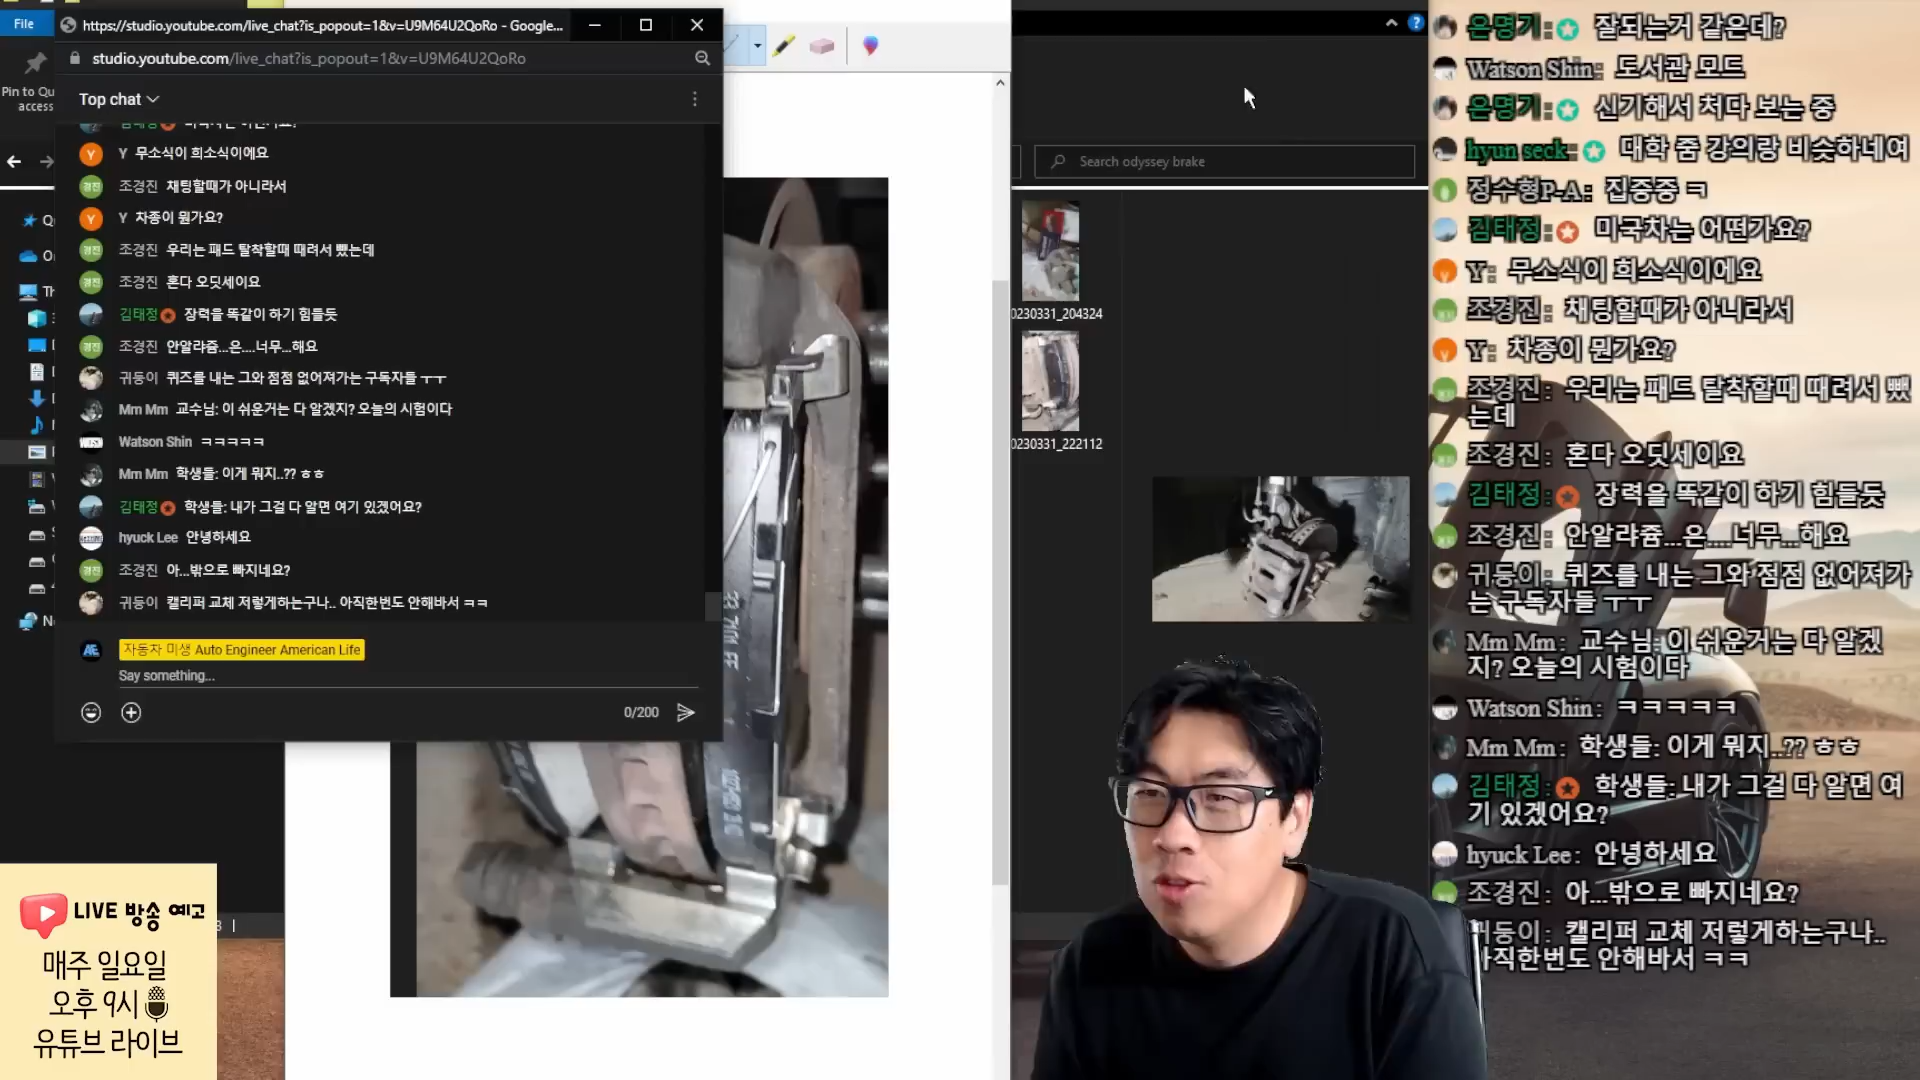 File
https://studio.youtube.com/live_chat?is_popout=1&v=U9M64U2QoRo - Google...
studio.youtube.com/live_chat?is_popout=1&v=U9M64U2QoRo
Pin to Qu
access
Top chat
Y 무소식이 희소식이에요
조경진 채팅할때가 아니라서
Y 차종이 뭔가요?
조경진 우리는 패드 탈착할때 때려서 뺐는데
조경진 혼다 오딧세이요
김태정 장력을 똑같이 하기 힘들듯
조경진 안알랴쥼...은....너무...해요
귀둥이 퀴즈를 내는 그와 점점 없어져가는 구독자들 ㅜㅜ
Mm Mm 교수님: 이 쉬운거는 다 알겠지? 오늘의 시험이다
Watson Shin ㅋㅋㅋㅋㅋ
Mm Mm 학생들: 이게 뭐지..?? ㅎㅎ
김태정 학생들: 내가 그걸 다 알면 여기 있겠어요?
hyuck Lee 안녕하세요
조경진 아...밖으로 빠지네요?
귀둥이 캘리퍼 교체 저렇게하는구나.. 아직한번도 안해바서 ㅋㅋ
자동차 미생 Auto Engineer American Life
Say something...
0/200
Search odyssey brake
0230331_204324
0230331_222112
LIVE 방송 예고
매주 일요일
오후 9시
유튜브 라이브
은명기: 잘되는거 같은데?
Watson Shin: 도서관 모드
은명기: 신기해서 처다 보는 중
hyun seck: 대학 줌 강의랑 비슷하네여
정수형P-A: 집중중 ㅋ
김태정: 미국차는 어떤가요?
Y: 무소식이 희소식이에요
조경진: 채팅할때가 아니라서
Y: 차종이 뭔가요?
조경진: 우리는 패드 탈착할때 때려서 뺐
는데
조경진: 혼다 오딧세이요
김태정: 장력을 똑같이 하기 힘들듯
조경진: 안알랴쥼...은....너무...해요
귀둥이: 퀴즈를 내는 그와 점점 없어져가
는 구독자들 ㅜㅜ
Mm Mm: 교수님: 이 쉬운거는 다 알겠
지? 오늘의 시험이다
Watson Shin: ㅋㅋㅋㅋㅋ
Mm Mm: 학생들: 이게 뭐지..?? ㅎㅎ
김태정: 학생들: 내가 그걸 다 알면 여
기 있겠어요?
hyuck Lee: 안녕하세요
조경진: 아...밖으로 빠지네요?
귀둥이: 캘리퍼 교체 저렇게하는구나..
아직한번도 안해바서 ㅋㅋ